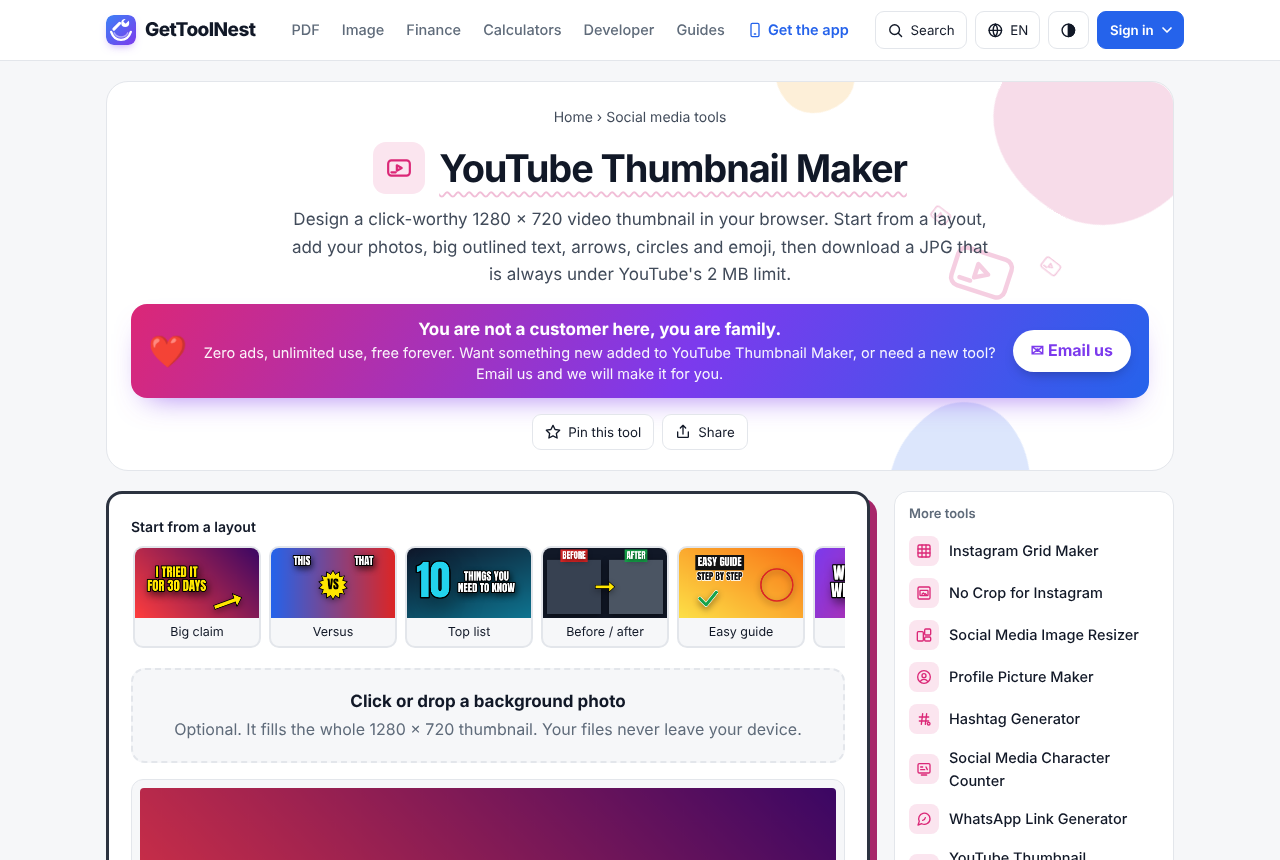 GetToolNest
PDF
Image
Finance
Calculators
Developer
Guides
Get the app
Search
EN
Sign in
Home › Social media tools
YouTube Thumbnail Maker
Design a click-worthy 1280 × 720 video thumbnail in your browser. Start from a layout,
add your photos, big outlined text, arrows, circles and emoji, then download a JPG that
is always under YouTube's 2 MB limit.
You are not a customer here, you are family.
Zero ads, unlimited use, free forever. Want something new added to YouTube Thumbnail Maker, or need a new tool?
Email us and we will make it for you.
✉ Email us
Pin this tool
Share
Start from a layout
I TRIED IT
FOR 30 DAYS
Big claim
THIS
VS
THAT
Versus
10
THINGS YOU
NEED TO KNOW
Top list
BEFORE
AFTER
Before / after
EASY GUIDE
STEP BY STEP
Easy guide
Click or drop a background photo
Optional. It fills the whole 1280 × 720 thumbnail. Your files never leave your device.
More tools
Instagram Grid Maker
No Crop for Instagram
Social Media Image Resizer
Profile Picture Maker
Hashtag Generator
Social Media Character
Counter
WhatsApp Link Generator
YouTube Thumbnail